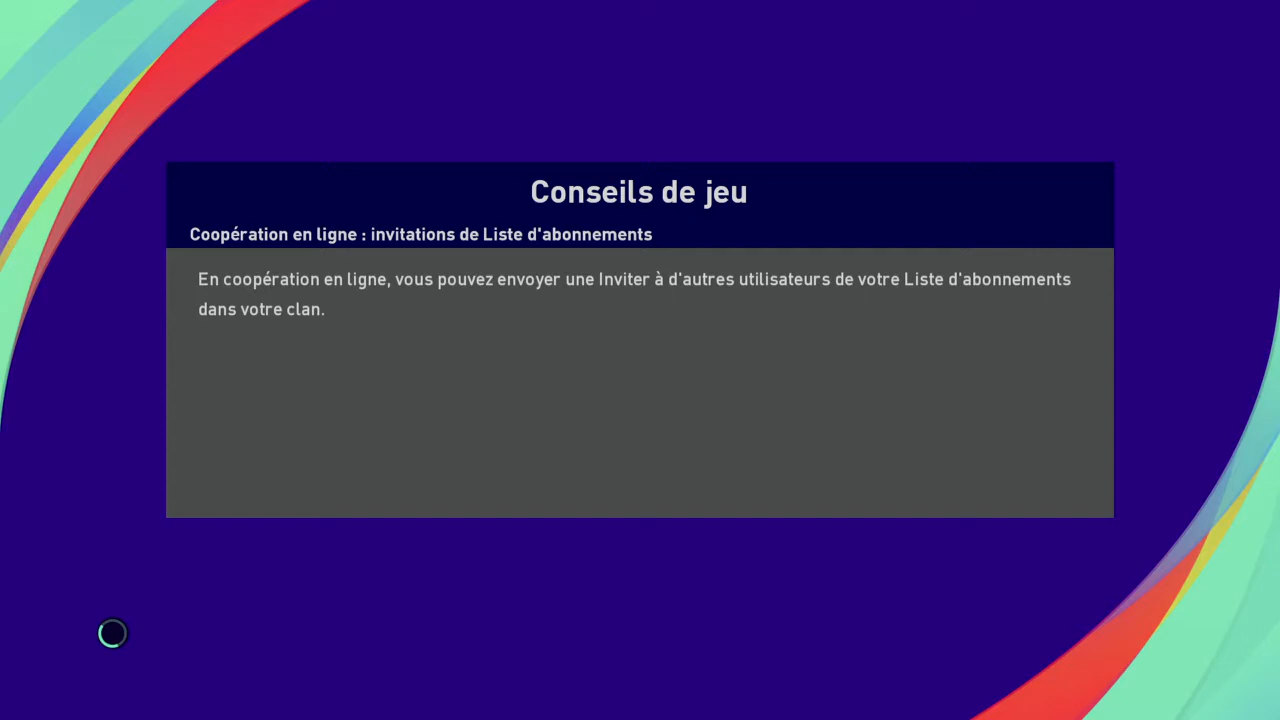 Conseils de jeu
Coopération en ligne : invitations de Liste d'abonnements
En coopération en ligne, vous pouvez envoyer une Inviter à d'autres utilisateurs de votre Liste d'abonnements
dans votre clan.